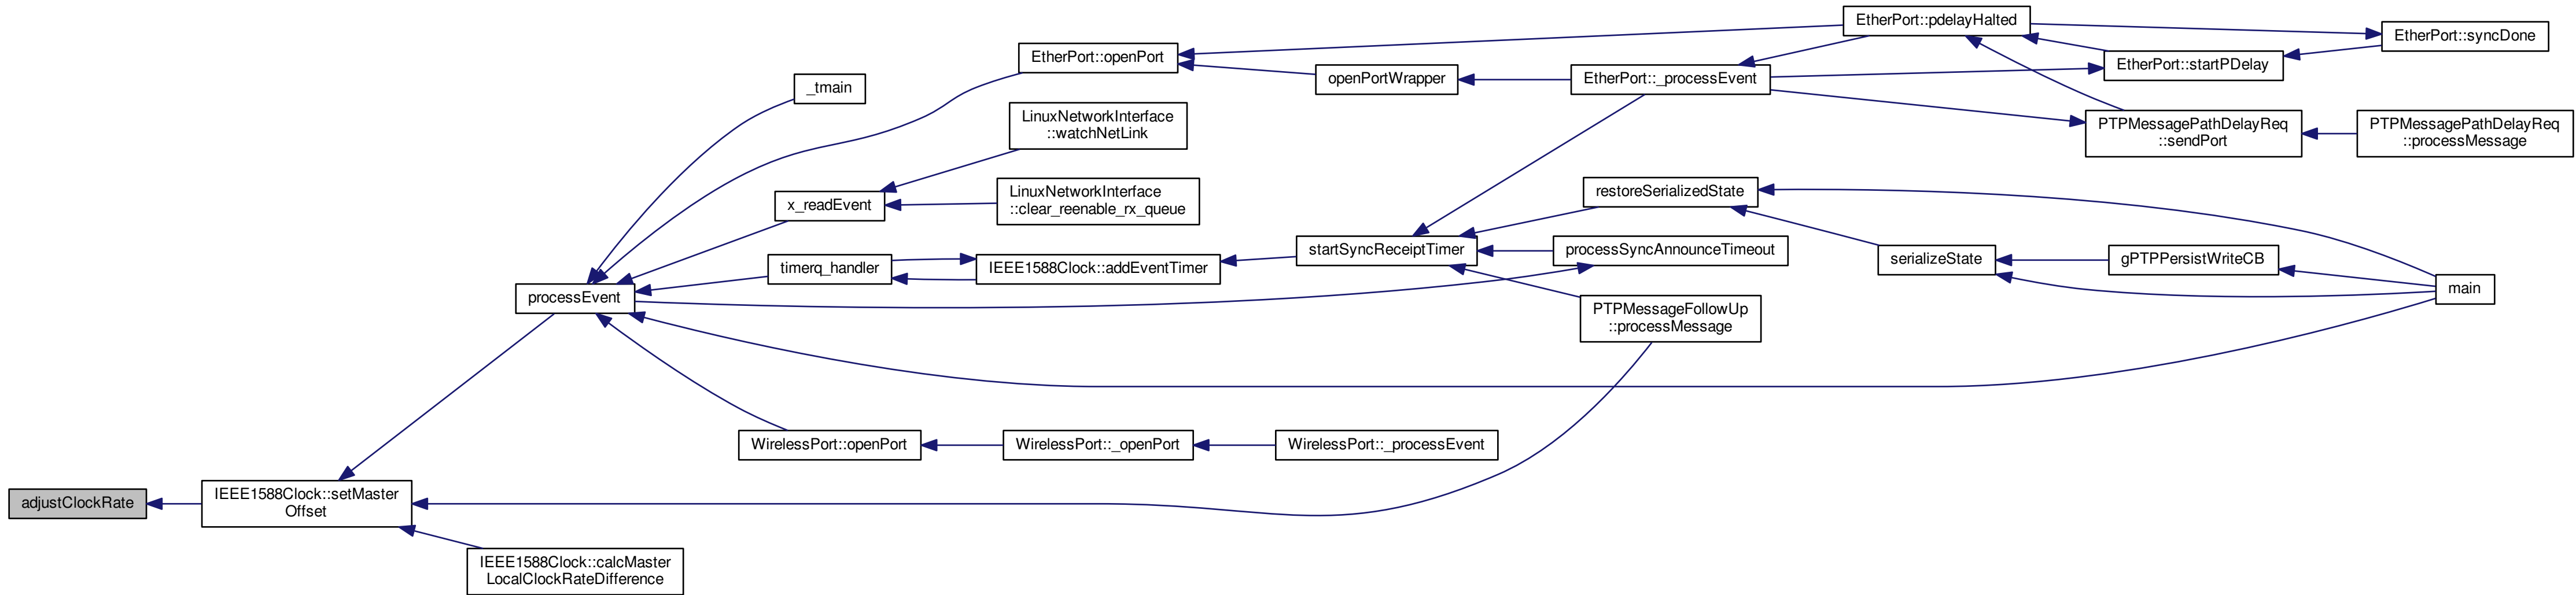 EtherPort::pdelayHalted
EtherPort::syncDone
EtherPort::openPort
EtherPort::startPDelay
openPortWrapper
EtherPort::_processEvent
_tmain
LinuxNetworkInterface
::watchNetLink
PTPMessagePathDelayReq
::sendPort
PTPMessagePathDelayReq
::processMessage
x_readEvent
LinuxNetworkInterface
::clear_reenable_rx_queue
restoreSerializedState
startSyncReceiptTimer
processSyncAnnounceTimeout
serializeState
gPTPPersistWriteCB
timerq_handler
IEEE1588Clock::addEventTimer
main
processEvent
PTPMessageFollowUp
::processMessage
WirelessPort::openPort
WirelessPort::_openPort
WirelessPort::_processEvent
adjustClockRate
IEEE1588Clock::setMaster
Offset
IEEE1588Clock::calcMaster
LocalClockRateDifference